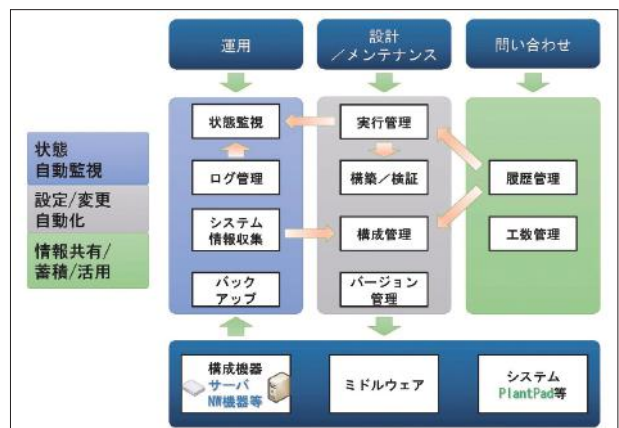 運用
設計
／メンテナンス
問い合わせ
状態
自動監視
設定/変更
自動化
情報共有/
蓄積/活用
状態監視
ログ管理
システム
情報収集
バック
アップ
実行管理
構築／検証
構成管理
バージョン
管理
履歴管理
工数管理
構成機器
サーバ
NW機器等
ミドルウェア
システム
PlantPad等